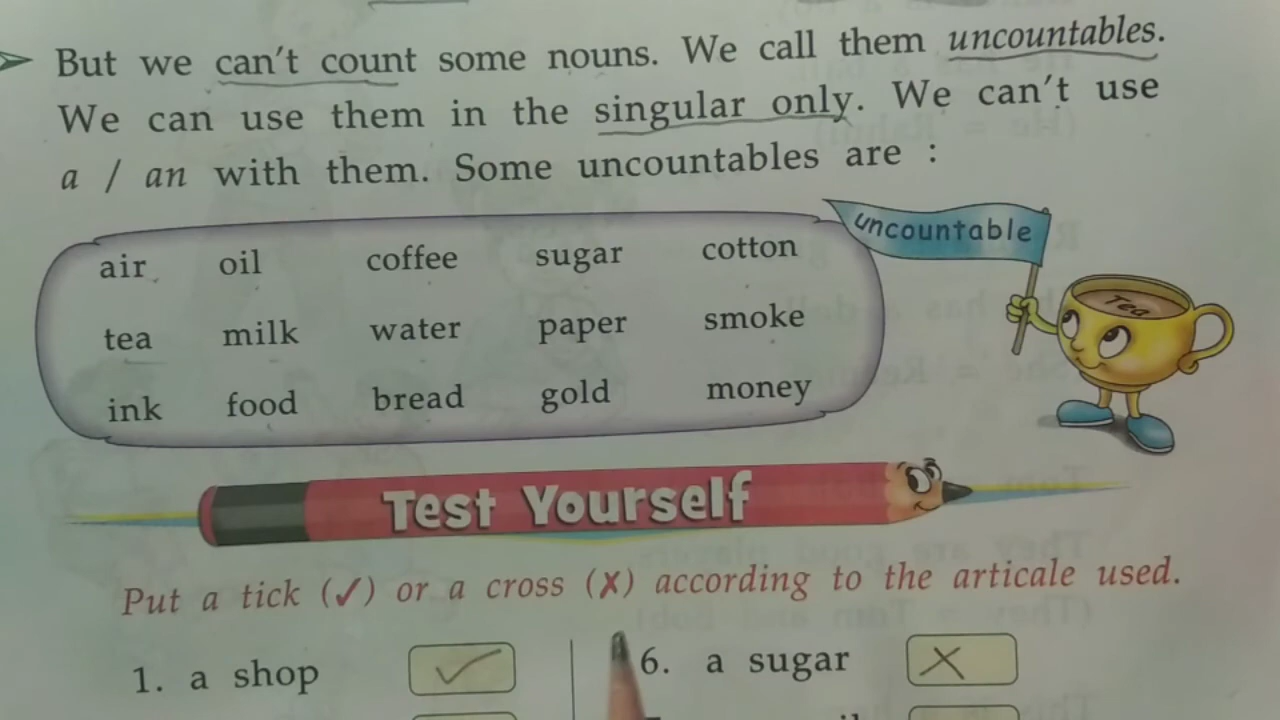 But we can't count some nouns. We call them uncountables.
We can use them in the singular only. We can't use
a / an with them. Some uncountables are :
uncountable
air oil coffee sugar cotton
Tea
tea milk water paper smoke
ink food bread gold money
Test Yourself
Put a tick (✓) or a cross (✗) according to the articale used.
1. a shop ✓
6. a sugar ✗